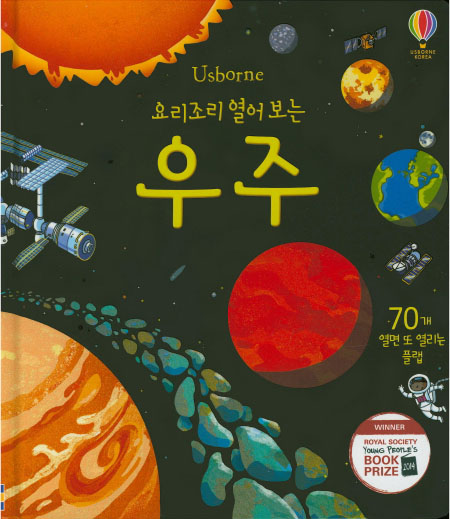 USBORNE
KOREA
Usborne
요리조리 열어 보는
우주
70개
열면 또 열리는
플랩
WINNER
ROYAL SOCIETY
YOUNG PEOPLE'S
BOOK
PRIZE 2014